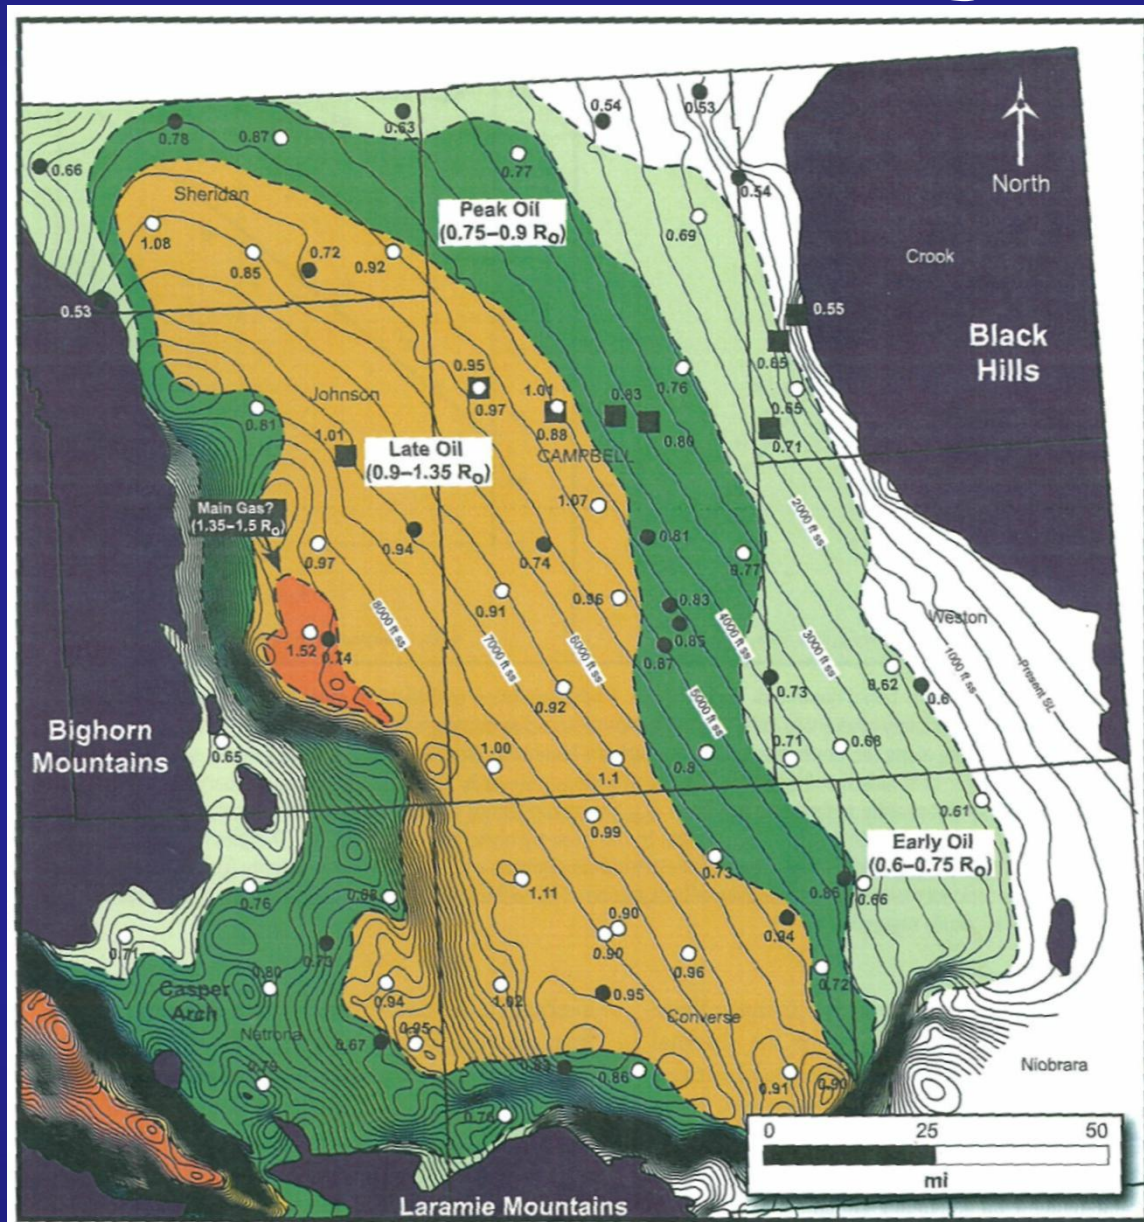 0.54
0.53
0.63
0.78
0.87
0.77
0.66
0.54
North
Sheridan
Peak Oil
(0.75–0.9 Ro)
0.69
Crook
1.08
0.85
0.72
0.92
0.53
0.55
Black
Hills
0.95
0.76
Johnson
0.97
1.01
0.83
0.65
0.81
0.88
0.80
0.71
1.01
Late Oil
(0.9–1.35 Ro)
CAMPBELL
Main Gas?
(1.35–1.5 Ro)
1.07
2000 ft ss
0.94
0.81
0.97
0.74
0.77
0.91
0.96
0.83
8000 ft ss
7000 ft ss
6000 ft ss
4000 ft ss
3000 ft ss
Weston
0.85
0.87
1.52
0.74
1000 ft ss
Present SL
0.62
0.6
0.73
0.92
5000 ft ss
Bighorn
Mountains
0.65
1.00
1.1
0.8
0.71
0.68
0.99
0.61
Early Oil
(0.6–0.75 Ro)
0.73
0.86
0.66
0.76
1.11
0.90
0.94
0.71
0.73
0.90
0.96
0.80
Casper
Arch
0.94
1.02
0.95
0.72
Converse
Natrona
0.67
0.95
0.86
0.91
0.90
Niobrara
0 25 50
mi
Laramie Mountains